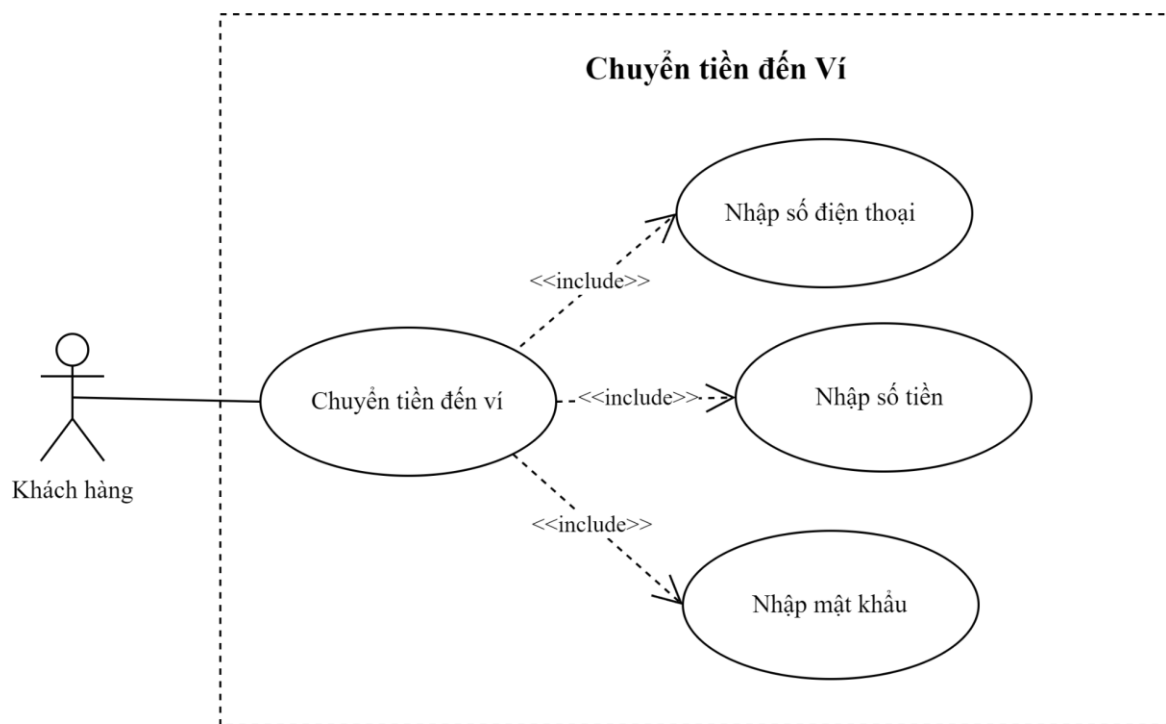 Chuyển tiền đến Ví
Nhập số điện thoại
<<include>>
Chuyển tiền đến ví
<<include>>
Nhập số tiền
Khách hàng
<<include>>
Nhập mật khẩu